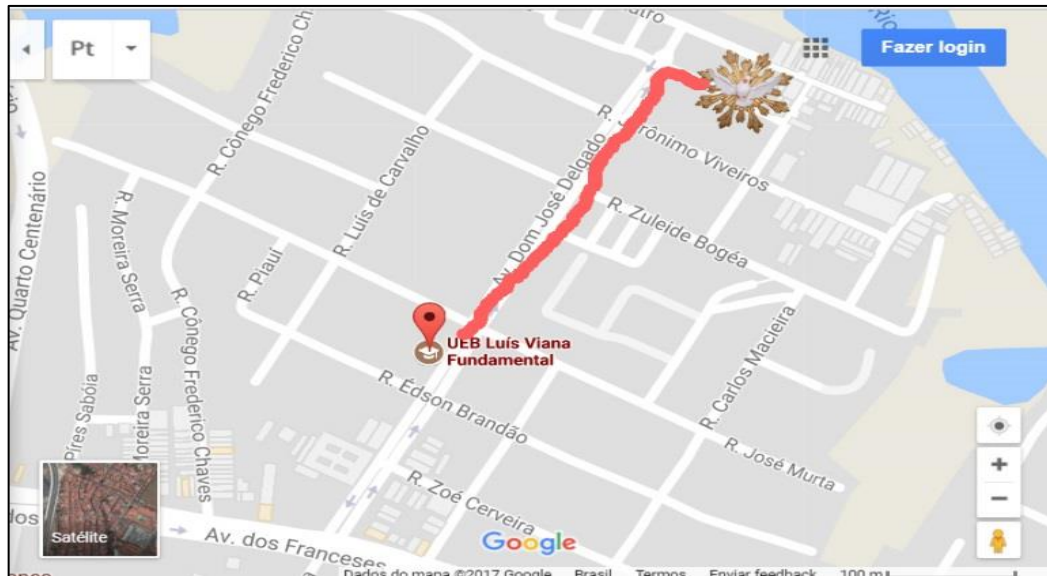 Pt
Fazer login
R. Cônego Frederico Ch
R. Luís de Carvalho
R. Jerônimo Viveiros
Av. Dom José Delgado
R. Zuleide Bogéa
Av. Quarto Centenário
R. Moreira Serra
R. Piaui
R. Cônego Frederico Chaves
UEB Luís Viana
Fundamental
R. Carlos Macieira
R. Édson Brandão
R. José Murta
Pires Sabóia
Moreira Serra
R. Zoé Cerveira
Satélite
Av. dos Franceses
Google
Dados do mapa ©2017 Google Brasil Termos Enviar feedback 100 m